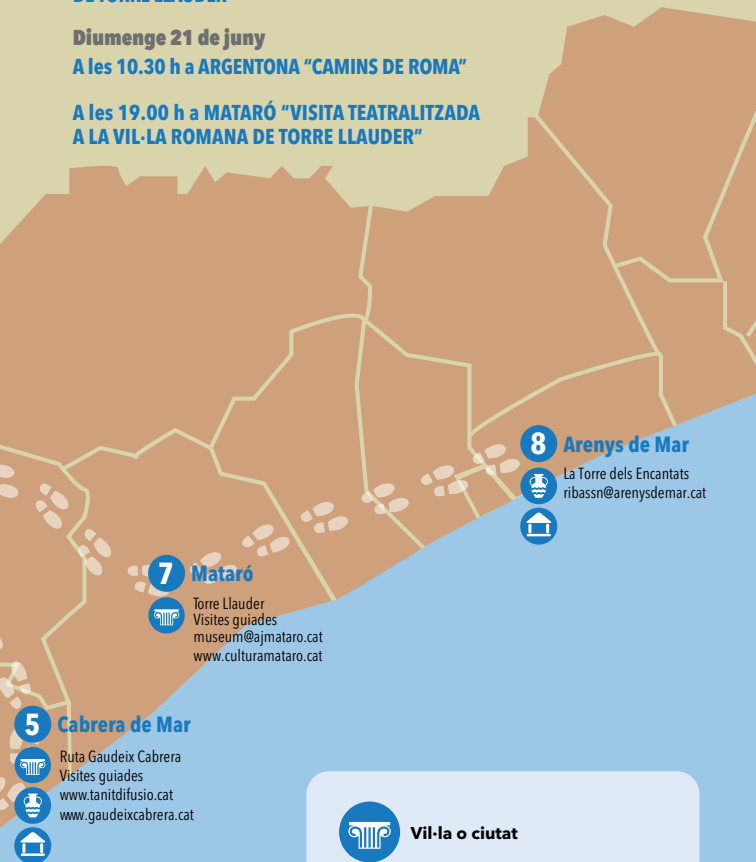 DE TORRE LLAUDER
Diumenge 21 de juny
A les 10.30 h a ARGENTONA “CAMINS DE ROMA”
A les 19.00 h a MATARÓ “VISITA TEATRALITZADA
A LA VIL·LA ROMANA DE TORRE LLAUDER”
8 Arenys de Mar
La Torre dels Encantats
ribassn@arenysdemar.cat
7 Mataró
Torre Llauder
Visites guiades
museum@ajmataro.cat
www.culturamataro.cat
5 Cabrera de Mar
Ruta Gaudeix Cabrera
Visites guiades
www.tanitdifusio.cat
www.gaudeixcabrera.cat
Vil·la o ciutat